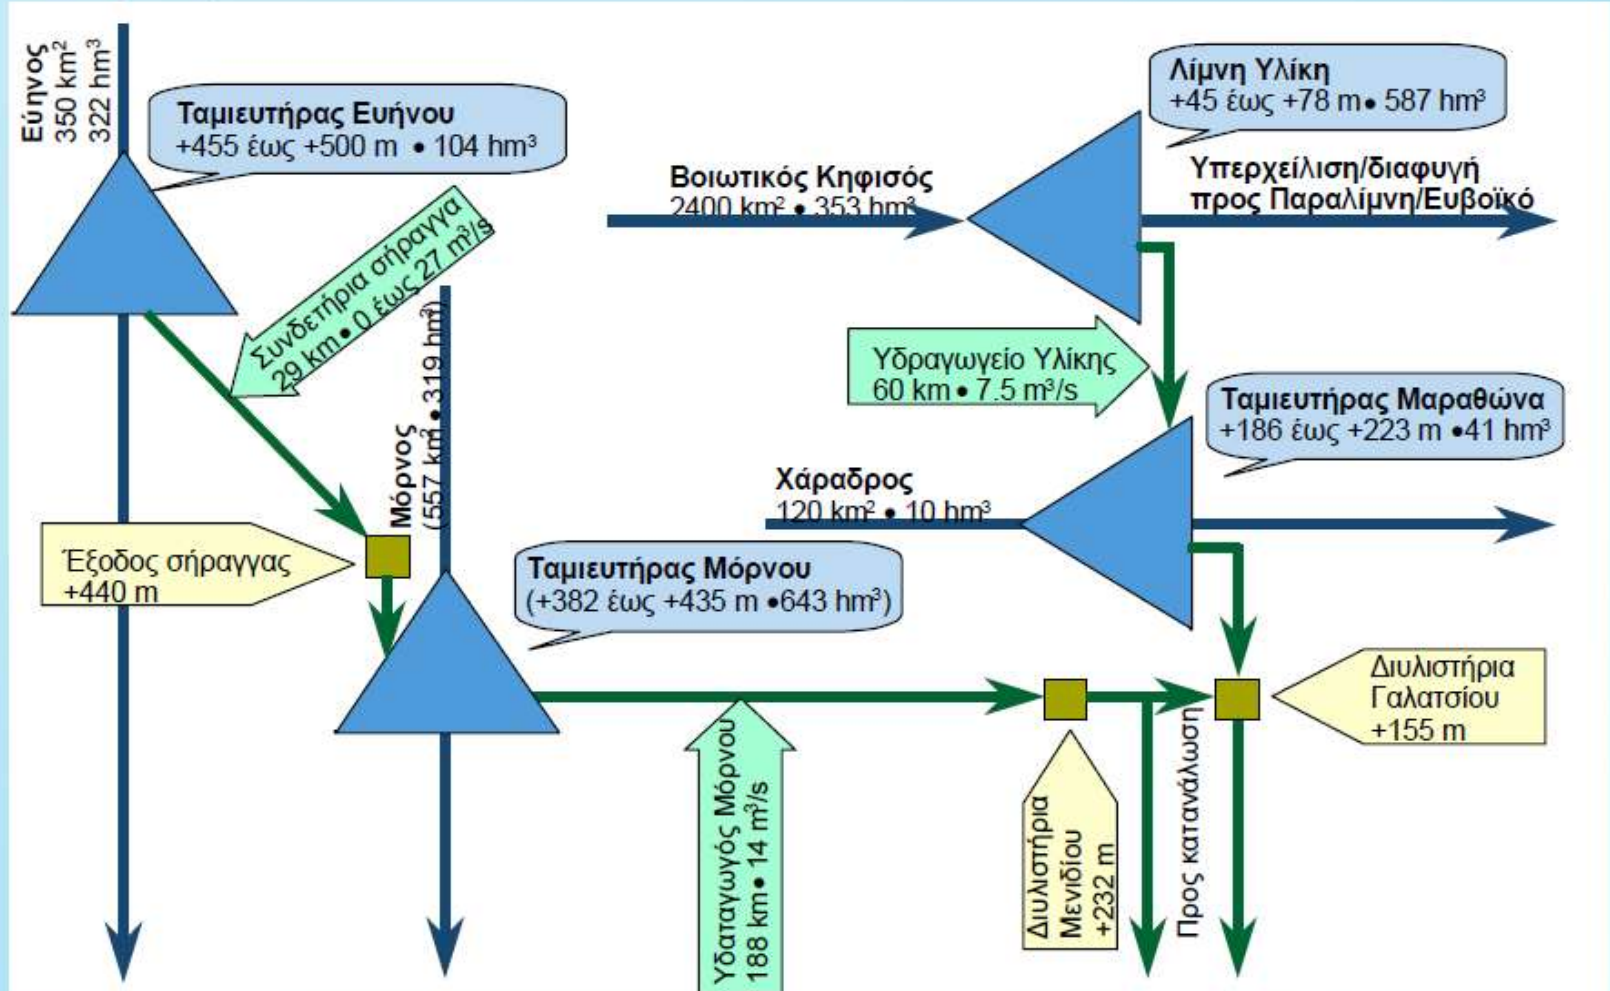 Εύηνος
350 km²
322 hm³
Ταμιευτήρας Ευήνου
+455 έως +500 m • 104 hm³
Συνδετήρια σήραγγα
29 km • 0 έως 27 m³/s
Μόρνος
(557 km² • 319 hm³)
Έξοδος σήραγγας
+440 m
Ταμιευτήρας Μόρνου
(+382 έως +435 m •643 hm³)
Υδαταγωγός Μόρνου
188 km• 14 m³/s
Λίμνη Υλίκη
+45 έως +78 m• 587 hm³
Βοιωτικός Κηφισός
2400 km² • 353 hm³
Υπερχείλιση/διαφυγή
προς Παραλίμνη/Ευβοϊκό
Υδραγωγείο Υλίκης
60 km • 7.5 m³/s
Ταμιευτήρας Μαραθώνα
+186 έως +223 m •41 hm³
Χάραδρος
120 km² • 10 hm³
Διυλιστήρια
Γαλατσίου
+155 m
Διυλιστήρια
Μενιδίου
+232 m
Προς κατανάλωση